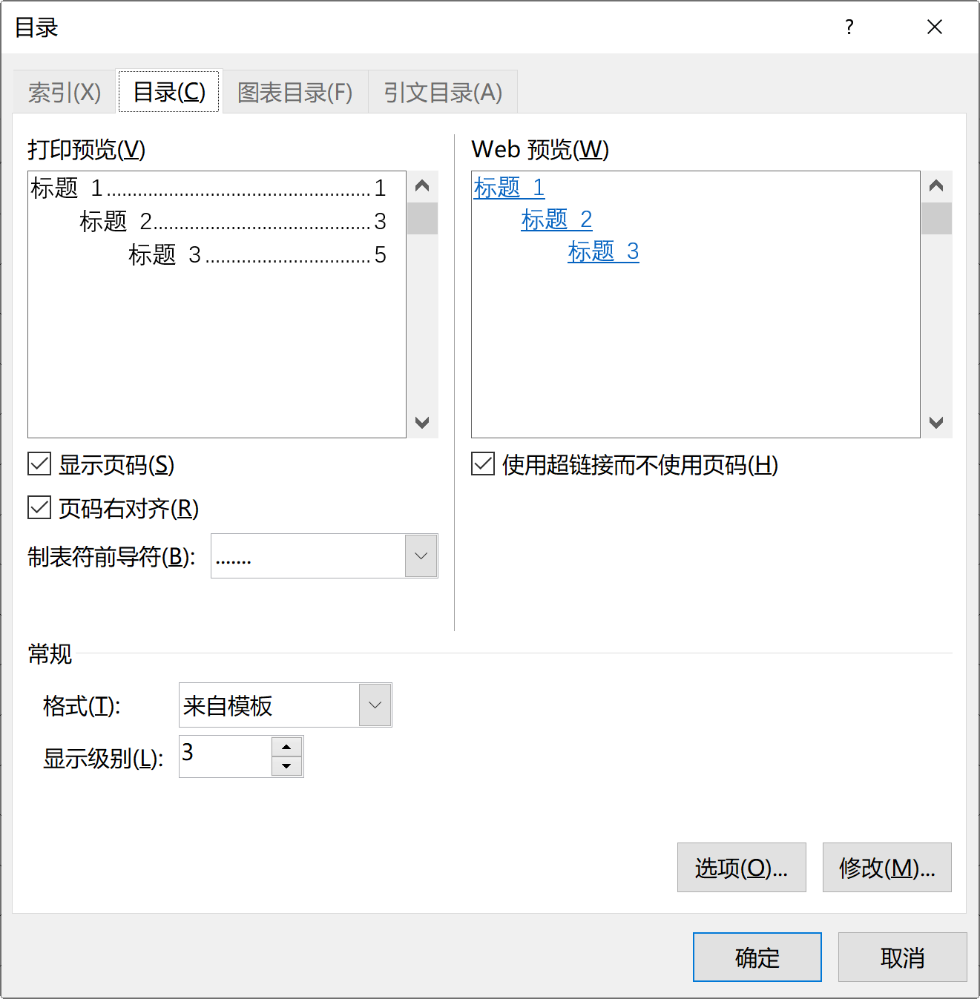 目录
?
索引(X) 目录(C) 图表目录(F) 引文目录(A)
打印预览(V)
标题 1......................................................1
标题 2............................................3
标题 3..................................5
显示页码(S)
页码右对齐(R)
制表符前导符(B): .......
Web 预览(W)
标题 1
标题 2
标题 3
使用超链接而不使用页码(H)
常规
格式(T): 来自模板
显示级别(L): 3
选项(O)... 修改(M)...
确定 取消